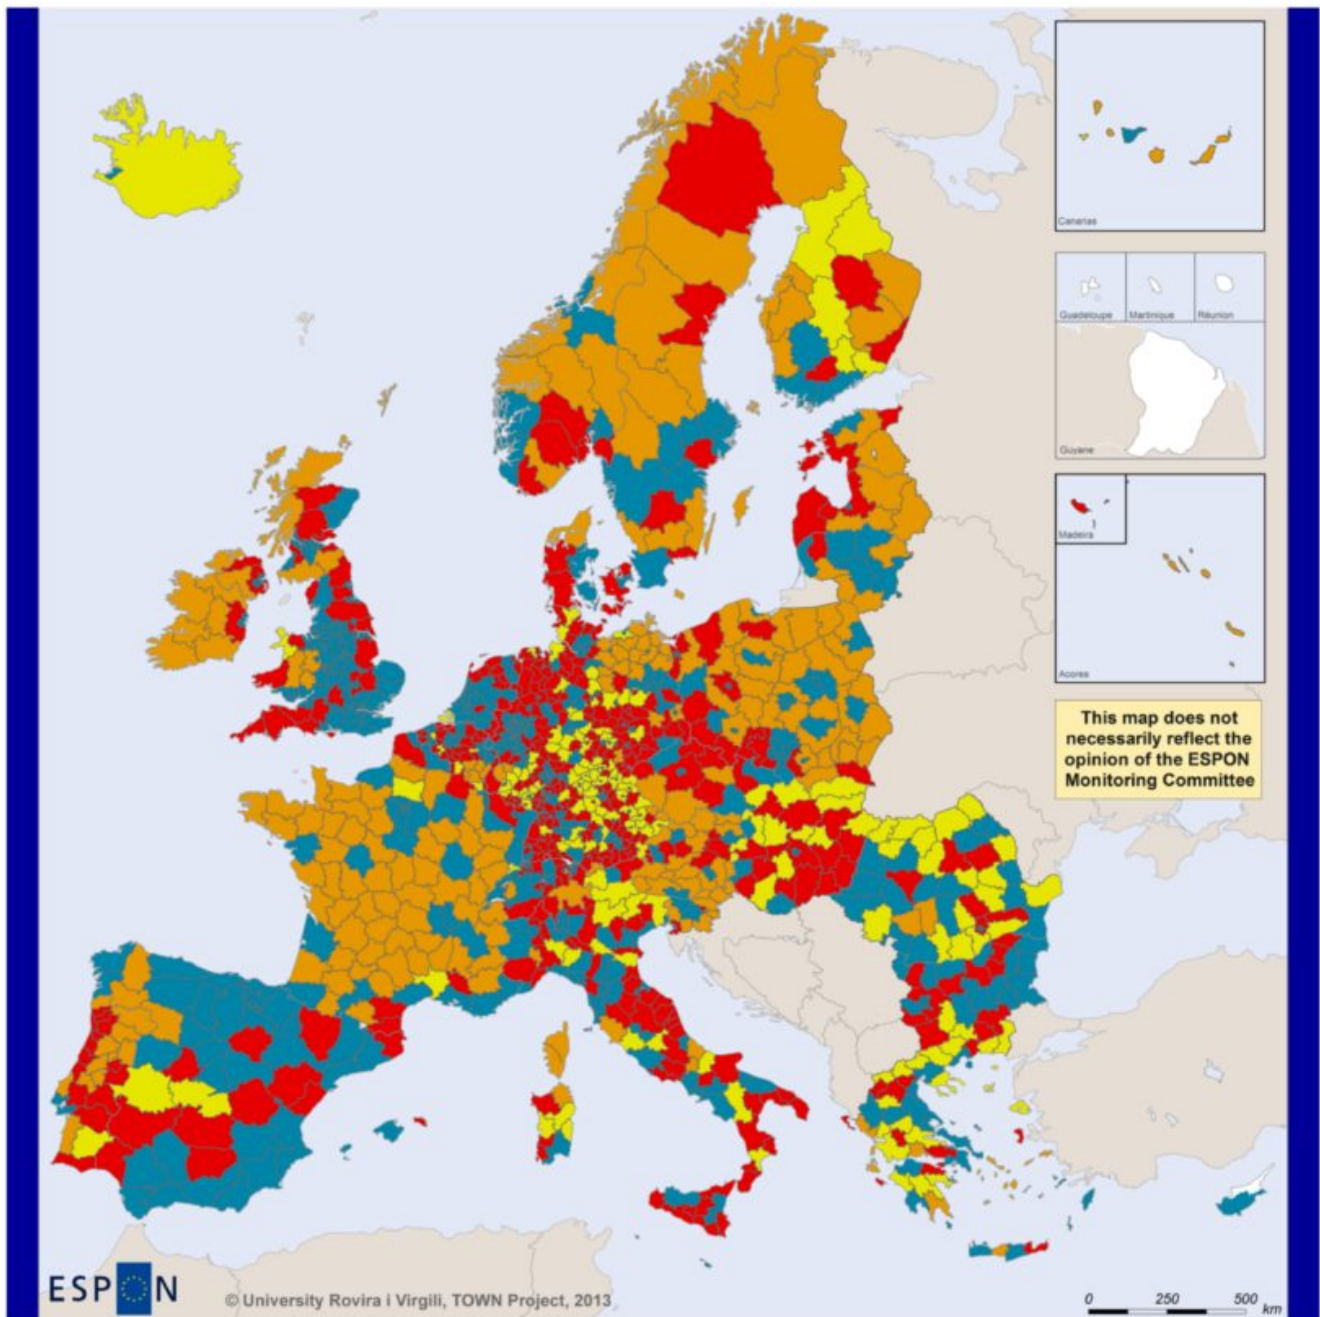 Canarias
Guadeloupe
Martinique
Réunion
Guyane
Madeira
Acores
This map does not
necessarily reflect the
opinion of the ESPON
Monitoring Committee
ESPON
© University Rovira i Virgili, TOWN Project, 2013
0 250 500
km